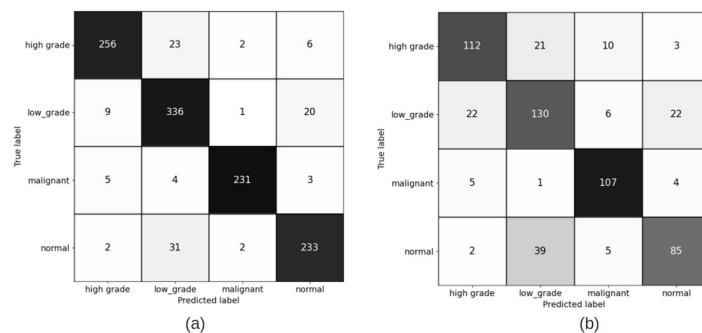 high grade 256 23 2 6
low_grade 9 336 1 20
malignant 5 4 231 3
normal 2 31 2 233
high grade low_grade malignant normal
Predicted label
True label
(a)
high grade 112 21 10 3
low_grade 22 130 6 22
malignant 5 1 107 4
normal 2 39 5 85
high grade low_grade malignant normal
Predicted label
True label
(b)